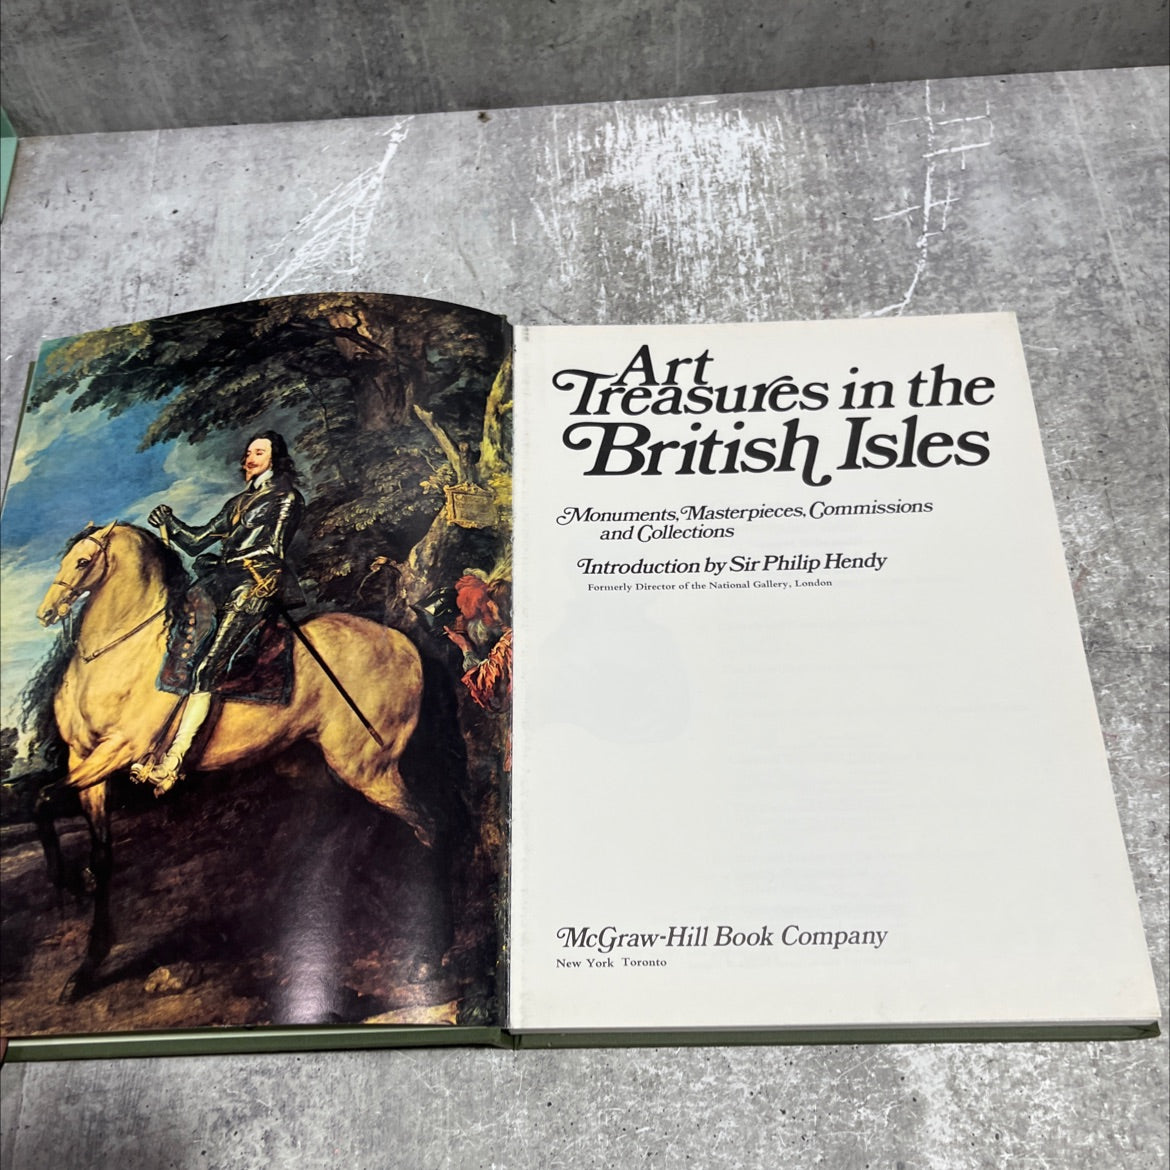 Art
Treasures in the
British Isles
Monuments, Masterpieces, Commissions
and Collections
Introduction by Sir Philip Hendy
Formerly Director of the National Gallery, London
McGraw-Hill Book Company
New York Toronto